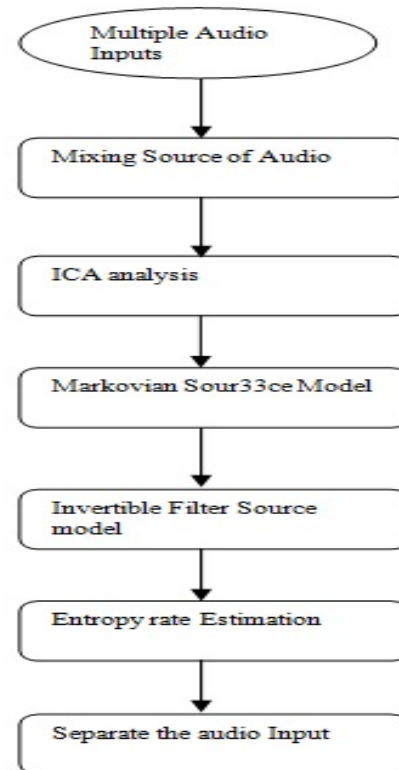 Multiple Audio
Inputs
Mixing Source of Audio
ICA analysis
Markovian Sour33ce Model
Invertible Filter Source
model
Entropy rate Estimation
Separate the audio Input